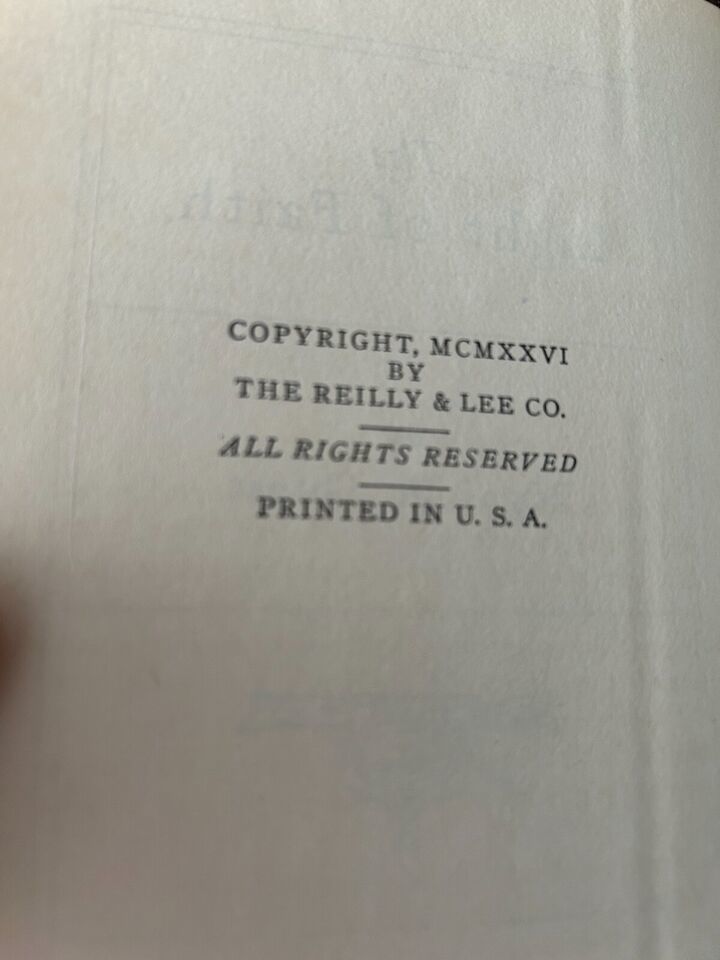 COPYRIGHT, MCMXXVI
BY
THE REILLY & LEE CO.
ALL RIGHTS RESERVED
PRINTED IN U. S. A.